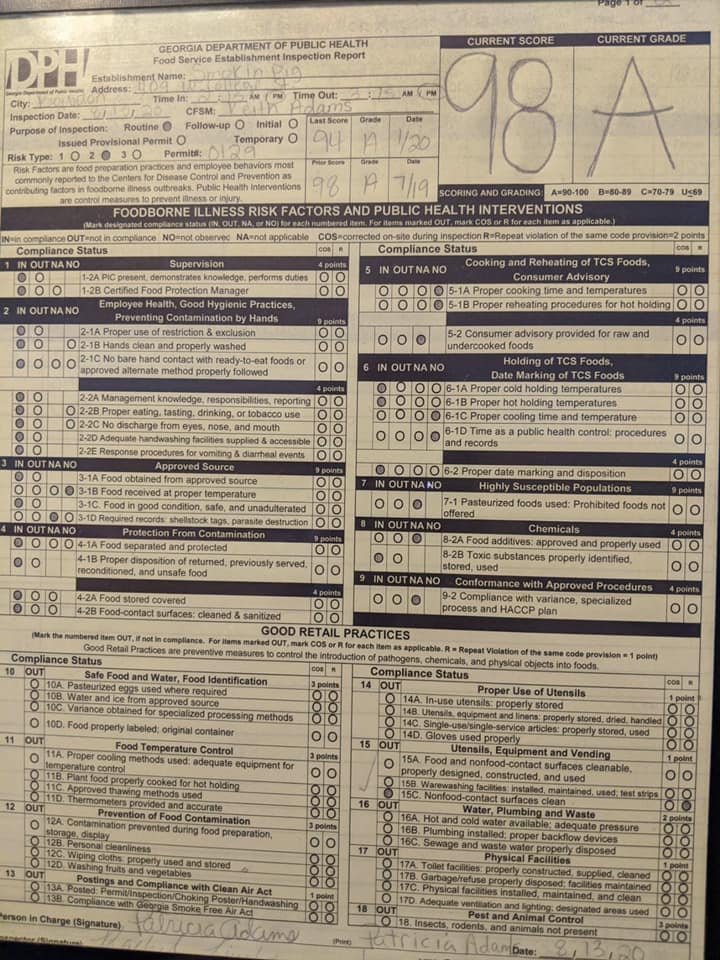 Page 1 of
GEORGIA DEPARTMENT OF PUBLIC HEALTH
Food Service Establishment Inspection Report
DPH
Georgia Department of Public Health
Establishment Name: Smokin Pig
Address: 409 W
City:
Time In: AM / PM Time Out: AM / PM
Inspection Date: CFSM: Keith Adams
Purpose of Inspection: Routine Follow-up Initial
Issued Provisional Permit Temporary
Risk Type: 1 2 3 Permit#: 0129
Risk Factors are food preparation practices and employee behaviors most
commonly reported to the Centers for Disease Control and Prevention as
contributing factors in foodborne illness outbreaks. Public Health Interventions
are control measures to prevent illness or injury.
Last Score Grade Date
94 A 1/20
Prior Score Grade Date
98 A 7/19
CURRENT SCORE CURRENT GRADE
98 A
SCORING AND GRADING: A=90-100 B=80-89 C=70-79 U≤69
FOODBORNE ILLNESS RISK FACTORS AND PUBLIC HEALTH INTERVENTIONS
(Mark designated compliance status (IN, OUT, NA, or NO) for each numbered item. For items marked OUT, mark COS or R for each item as applicable.)
IN=in compliance OUT=not in compliance NO=not observed NA=not applicable COS=corrected on-site during inspection R=Repeat violation of the same code provision=2 points
Compliance Status COS R
1 IN OUT NA NO Supervision 4 points
1-2A PIC present, demonstrates knowledge, performs duties
1-2B Certified Food Protection Manager
2 IN OUT NA NO Employee Health, Good Hygienic Practices,
Preventing Contamination by Hands 9 points
2-1A Proper use of restriction & exclusion
2-1B Hands clean and properly washed
2-1C No bare hand contact with ready-to-eat foods or
approved alternate method properly followed
4 points
2-2A Management knowledge, responsibilities, reporting
2-2B Proper eating, tasting, drinking, or tobacco use
2-2C No discharge from eyes, nose, and mouth
2-2D Adequate handwashing facilities supplied & accessible
2-2E Response procedures for vomiting & diarrheal events
3 IN OUT NA NO Approved Source 9 points
3-1A Food obtained from approved source
3-1B Food received at proper temperature
3-1C. Food in good condition, safe, and unadulterated
3-1D Required records: shellstock tags, parasite destruction
4 IN OUT NA NO Protection From Contamination 9 points
4-1A Food separated and protected
4-1B Proper disposition of returned, previously served,
reconditioned, and unsafe food
4 points
4-2A Food stored covered
4-2B Food-contact surfaces: cleaned & sanitized
Compliance Status COS R
5 IN OUT NA NO Cooking and Reheating of TCS Foods,
Consumer Advisory 9 points
5-1A Proper cooking time and temperatures
5-1B Proper reheating procedures for hot holding
4 points
5-2 Consumer advisory provided for raw and
undercooked foods
6 IN OUT NA NO Holding of TCS Foods,
Date Marking of TCS Foods 9 points
6-1A Proper cold holding temperatures
6-1B Proper hot holding temperatures
6-1C Proper cooling time and temperature
6-1D Time as a public health control: procedures
and records
4 points
6-2 Proper date marking and disposition
7 IN OUT NA NO Highly Susceptible Populations 9 points
7-1 Pasteurized foods used: Prohibited foods not
offered
8 IN OUT NA NO Chemicals 4 points
8-2A Food additives: approved and properly used
8-2B Toxic substances properly identified,
stored, used
9 IN OUT NA NO Conformance with Approved Procedures 4 points
9-2 Compliance with variance, specialized
process and HACCP plan
GOOD RETAIL PRACTICES
(Mark the numbered item OUT, if not in compliance. For items marked OUT, mark COS or R for each item as applicable. R = Repeat Violation of the same code provision = 1 point)
Good Retail Practices are preventive measures to control the introduction of pathogens, chemicals, and physical objects into foods.
Compliance Status COS R
10 OUT Safe Food and Water, Food Identification 3 points
10A. Pasteurized eggs used where required
10B. Water and ice from approved source
10C. Variance obtained for specialized processing methods
10D. Food properly labeled; original container
11 OUT Food Temperature Control 3 points
11A. Proper cooling methods used: adequate equipment for
temperature control
11B. Plant food properly cooked for hot holding
11C. Approved thawing methods used
11D. Thermometers provided and accurate
12 OUT Prevention of Food Contamination 3 points
12A. Contamination prevented during food preparation,
storage, display
12B. Personal cleanliness
12C. Wiping cloths: properly used and stored
12D. Washing fruits and vegetables
13 OUT Postings and Compliance with Clean Air Act 1 point
13A. Posted: Permit/Inspection/Choking Poster/Handwashing
13B. Compliance with Georgia Smoke Free Air Act
Compliance Status COS R
14 OUT Proper Use of Utensils 1 point
14A. In-use utensils: properly stored
14B. Utensils, equipment and linens: properly stored, dried, handled
14C. Single-use/single-service articles: properly stored, used
14D. Gloves used properly
15 OUT Utensils, Equipment and Vending 1 point
15A. Food and nonfood-contact surfaces cleanable,
properly designed, constructed, and used
15B. Warewashing facilities: installed, maintained, used; test strips
15C. Nonfood-contact surfaces clean
16 OUT Water, Plumbing and Waste 2 points
16A. Hot and cold water available; adequate pressure
16B. Plumbing installed; proper backflow devices
16C. Sewage and waste water properly disposed
17 OUT Physical Facilities 1 point
17A. Toilet facilities: properly constructed, supplied, cleaned
17B. Garbage/refuse properly disposed; facilities maintained
17C. Physical facilities installed, maintained, and clean
17D. Adequate ventilation and lighting; designated areas used
18 OUT Pest and Animal Control 3 points
18. Insects, rodents, and animals not present
Person in Charge (Signature) Patricia Adams (Print) Patricia Adams Date: 8, 13, 20